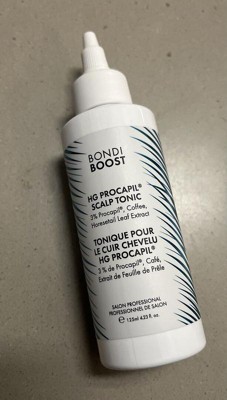 BONDI
BOOST
HG PROCAPIL®
SCALP TONIC
3% Procapil®, Coffee,
Horsetail Leaf Extract
TONIQUE POUR
LE CUIR CHEVELU
HG PROCAPIL®
3 % de Procapil®, Café,
Extrait de Feuille de Prêle
SALON PROFESSIONAL
PROFESSIONNEL DE SALON
℮ 125ml 4.23 fl. oz.